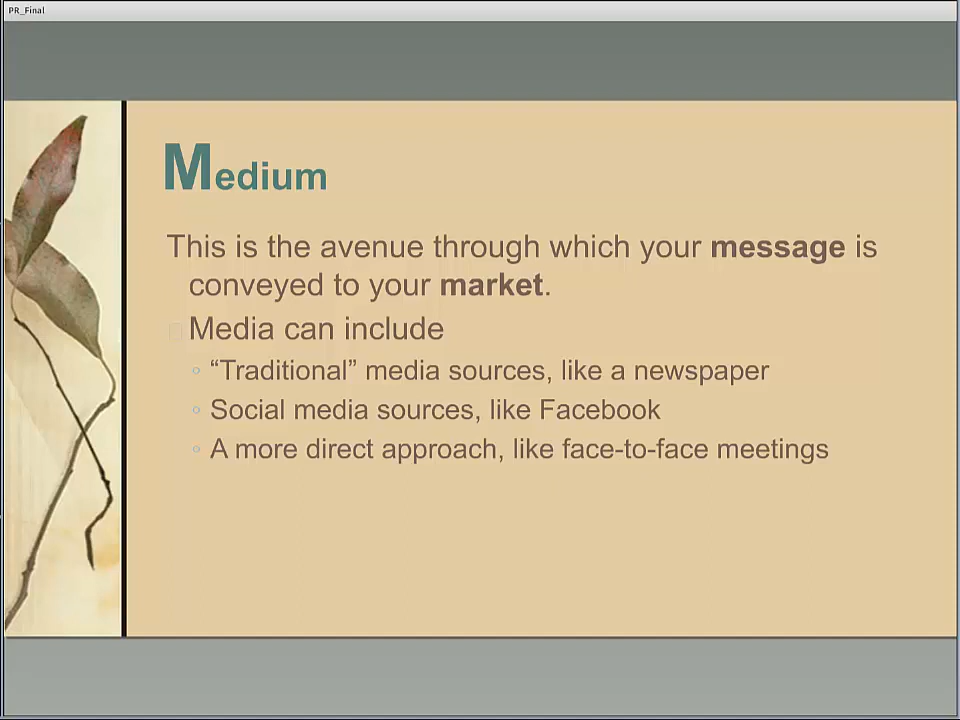 PR_Final
Medium
This is the avenue through which your message is
conveyed to your market.
Media can include
“Traditional” media sources, like a newspaper
Social media sources, like Facebook
A more direct approach, like face-to-face meetings